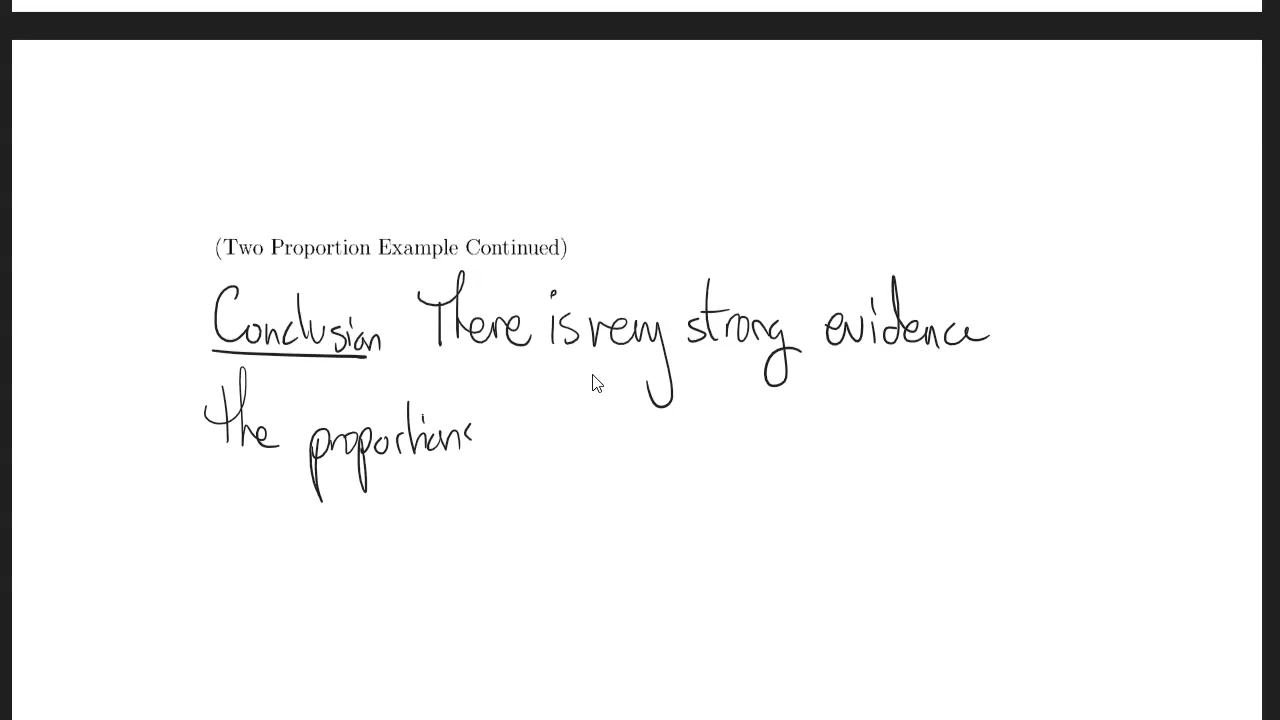 (Two Proportion Example Continued)
Conclusion There is very strong evidence
the proportions